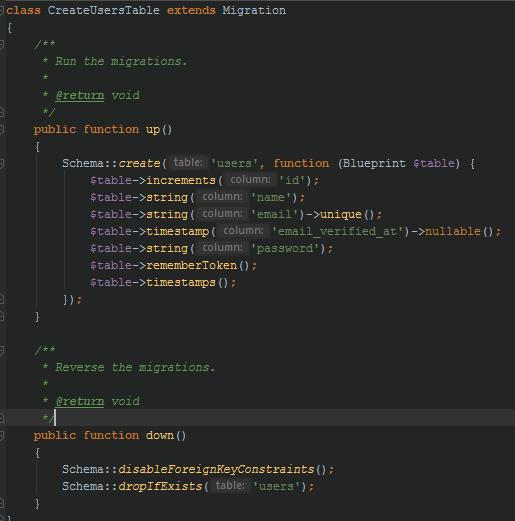 class CreateUsersTable extends Migration
{
    /**
     * Run the migrations.
     *
     * @return void
     */
    public function up()
    {
        Schema::create( table: 'users', function (Blueprint $table) {
            $table->increments( column: 'id');
            $table->string( column: 'name');
            $table->string( column: 'email')->unique();
            $table->timestamp( column: 'email_verified_at')->nullable();
            $table->string( column: 'password');
            $table->rememberToken();
            $table->timestamps();
        });
    }

    /**
     * Reverse the migrations.
     *
     * @return void
     */
    public function down()
    {
        Schema::disableForeignKeyConstraints();
        Schema::dropIfExists( table: 'users');
    }
}